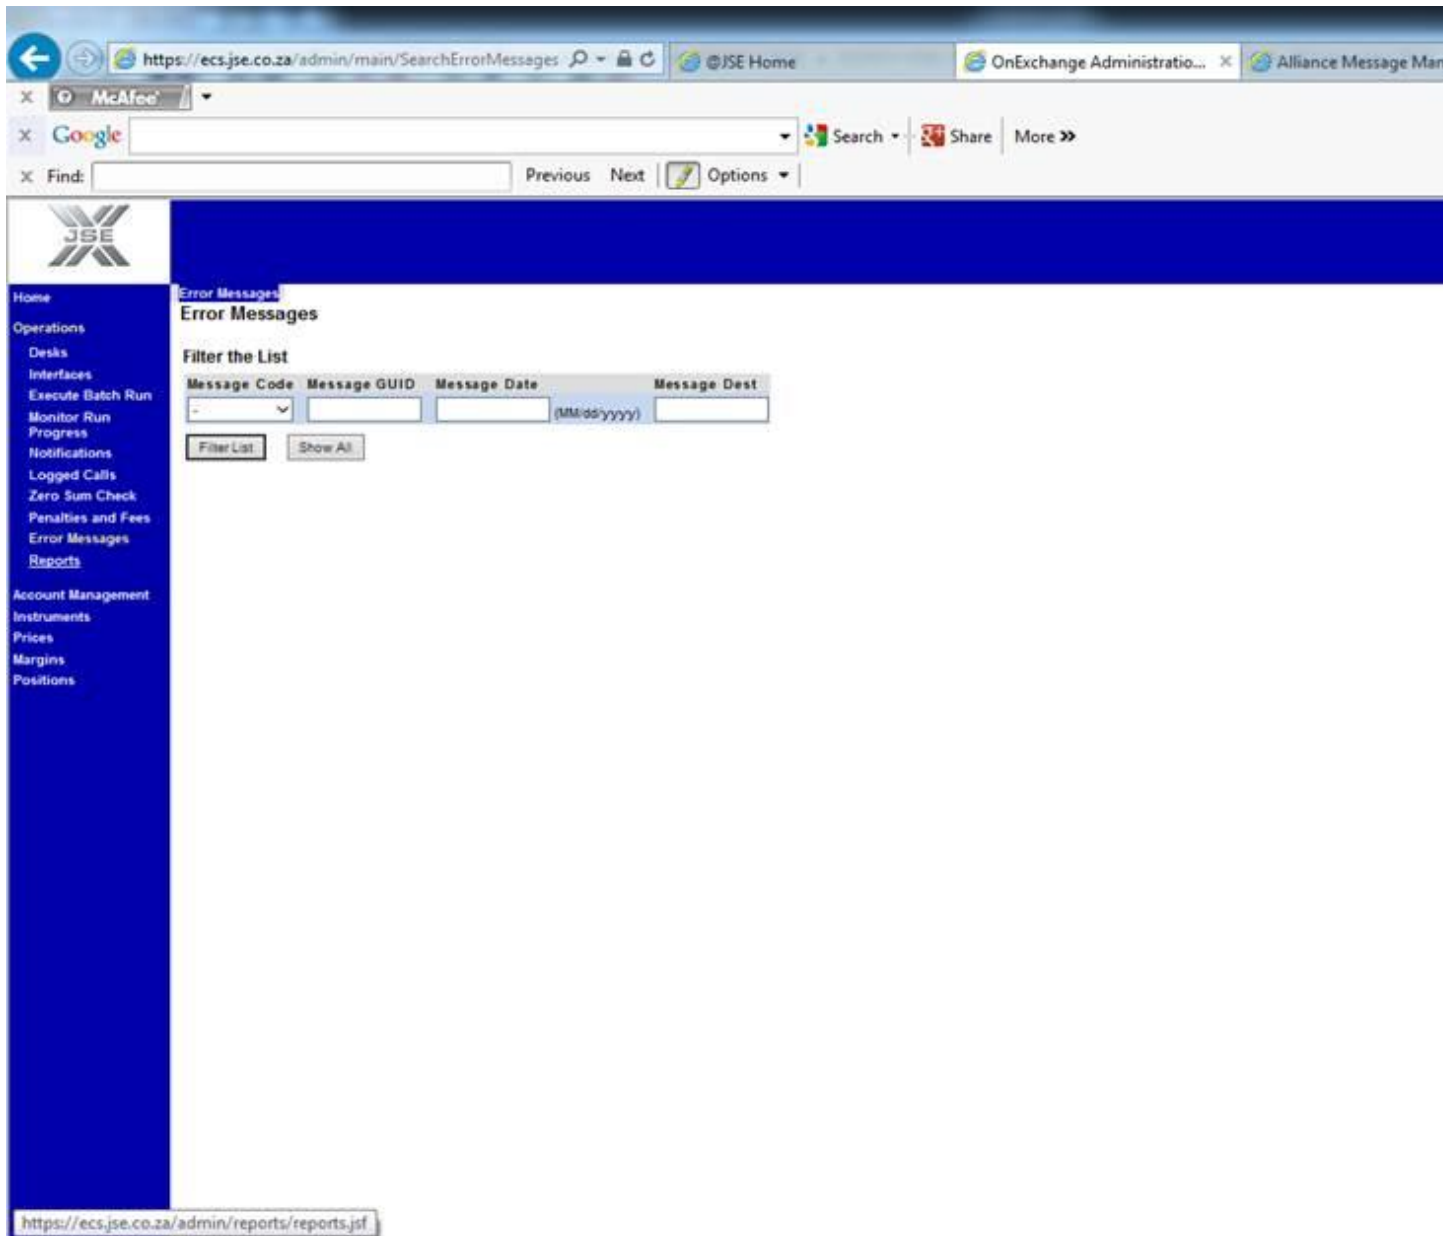 https://ecs.jse.co.za/admin/main/SearchErrorMessages
@JSE Home
OnExchange Administratio...
Alliance Message Man
McAfee
Google
Search
Share
More »
Find:
Previous
Next
Options
JSE
Home
Operations
Desks
Interfaces
Execute Batch Run
Monitor Run
Progress
Notifications
Logged Calls
Zero Sum Check
Penalties and Fees
Error Messages
Reports
Account Management
Instruments
Prices
Margins
Positions
Error Messages
Error Messages
Filter the List
Message Code Message GUID Message Date Message Dest
- (MM/dd/yyyy)
Filter List Show All
https://ecs.jse.co.za/admin/reports/reports.jsf